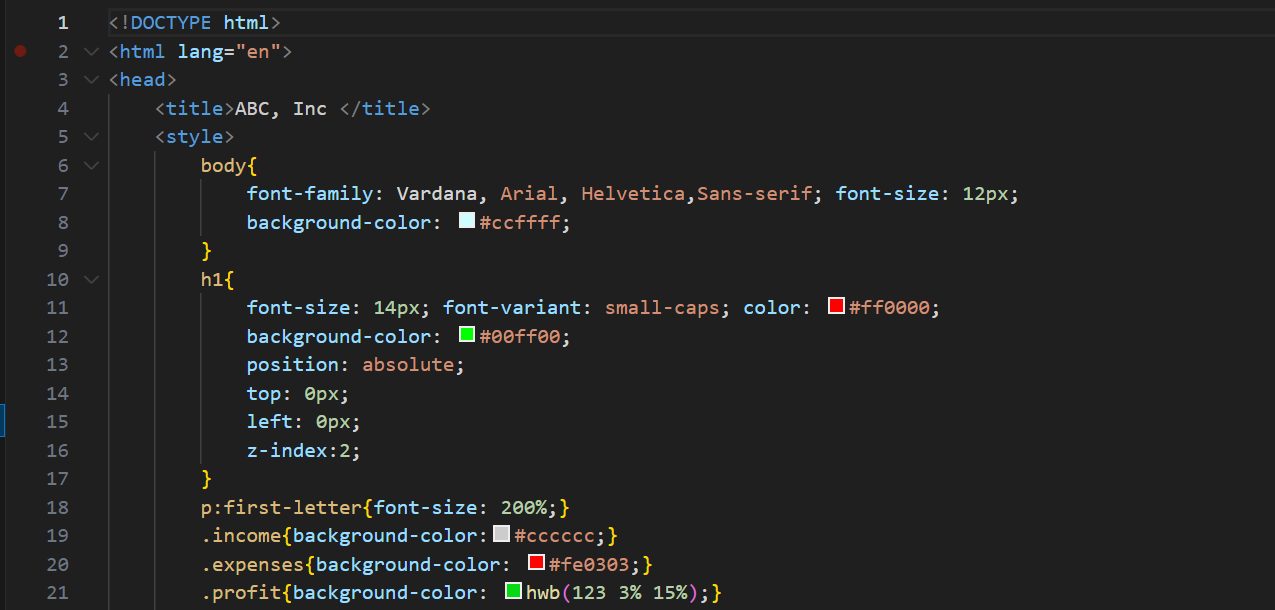 1 <!DOCTYPE html>
2 <html lang="en">
3 <head>
4 <title>ABC, Inc </title>
5 <style>
6 body{
7 font-family: Vardana, Arial, Helvetica,Sans-serif; font-size: 12px;
8 background-color: #ccffff;
9 }
10 h1{
11 font-size: 14px; font-variant: small-caps; color: #ff0000;
12 background-color: #00ff00;
13 position: absolute;
14 top: 0px;
15 left: 0px;
16 z-index:2;
17 }
18 p:first-letter{font-size: 200%;}
19 .income{background-color: #cccccc;}
20 .expenses{background-color: #fe0303;}
21 .profit{background-color: hwb(123 3% 15%);}